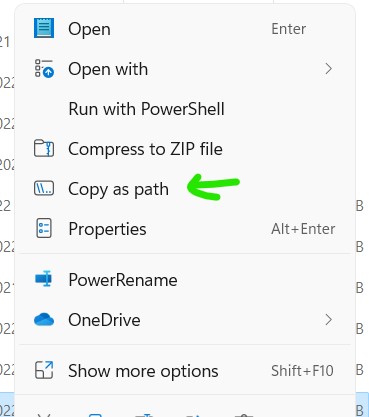 Open Enter
Open with
Run with PowerShell
Compress to ZIP file
Copy as path
Properties Alt+Enter
PowerRename
OneDrive
Show more options Shift+F10